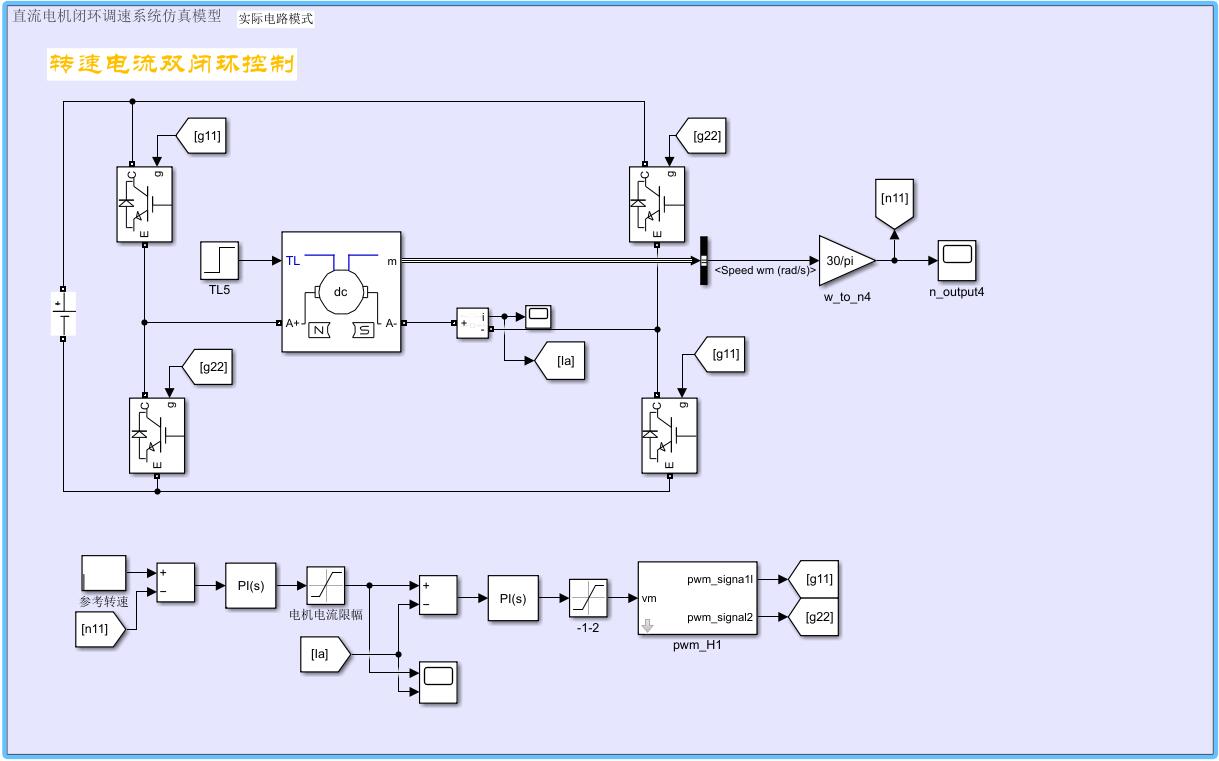 直流电机闭环调速系统仿真模型 实际电路模式
转速电流双闭环控制
[g11]
[g22]
C
g
E
C
g
E
[n11]
TL5
TL
m
dc
A+
A-
N
S
<Speed wm (rad/s)>
30/pi
w_to_n4
n_output4
+
i
-
[Ia]
[g22]
[g11]
C
g
E
C
g
E
+
−
参考转速
[n11]
PI(s)
电机电流限幅
[Ia]
+
−
PI(s)
-1-2
vm
pwm_signa1l
pwm_signal2
pwm_H1
[g11]
[g22]